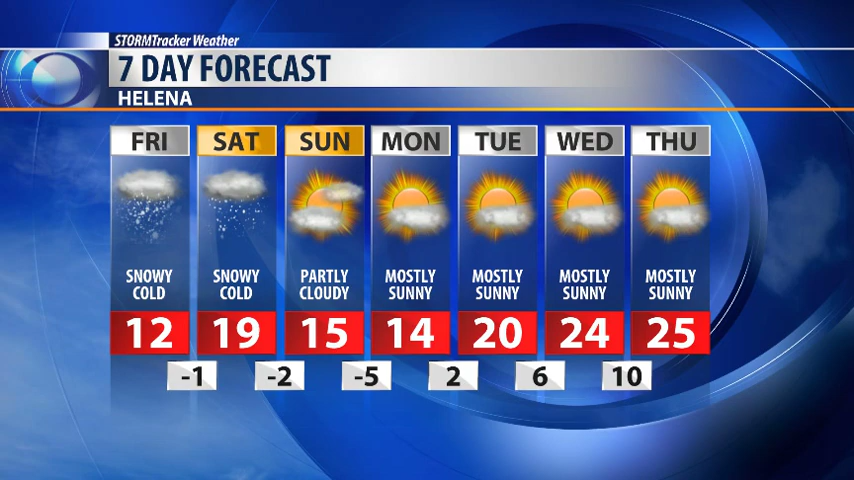 STORMTracker Weather
7 DAY FORECAST
HELENA
FRI SAT SUN MON TUE WED THU
SNOWY COLD SNOWY COLD PARTLY CLOUDY MOSTLY SUNNY MOSTLY SUNNY MOSTLY SUNNY MOSTLY SUNNY
12 19 15 14 20 24 25
-1 -2 -5 2 6 10